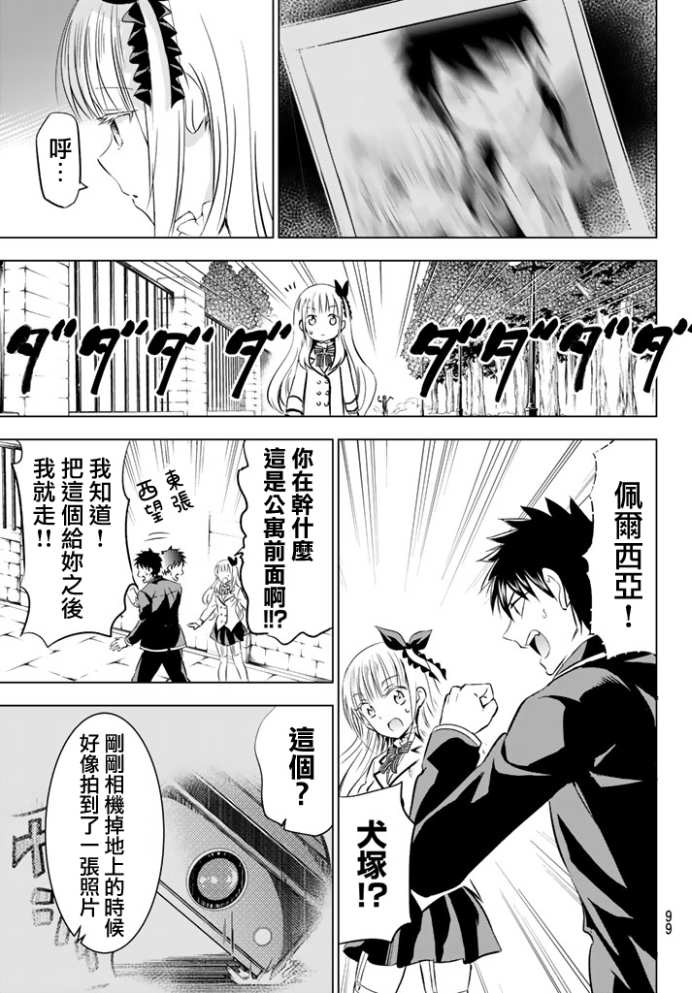 呼…
ダダダダダダダダ
佩爾西亞！
犬塚!?
你在幹什麼
這是公寓前面啊!!?
東張
西望
我知道！
把這個給妳之後
我就走!!
這個？
剛剛相機掉地上的時候
好像拍到了一張照片
99